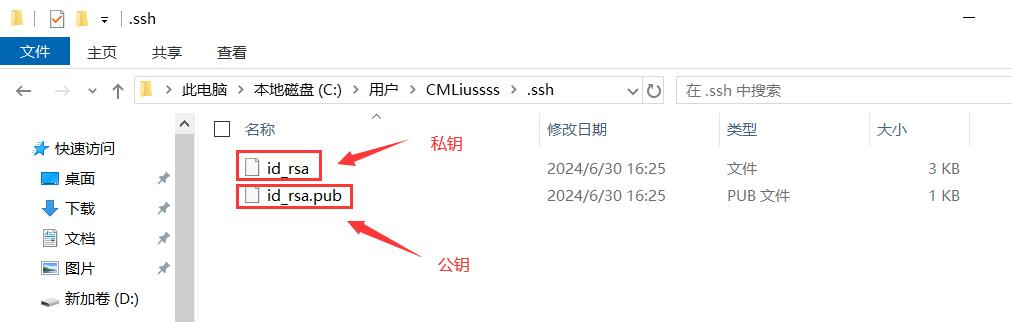 .ssh
文件 主页 共享 查看
此电脑 本地磁盘 (C:) 用户 CMLiussss .ssh 在 .ssh 中搜索
名称 修改日期 类型 大小
快速访问
桌面
下载
文档
图片
新加卷 (D:)
私钥
id_rsa 2024/6/30 16:25 文件 3 KB
id_rsa.pub 2024/6/30 16:25 PUB 文件 1 KB
公钥